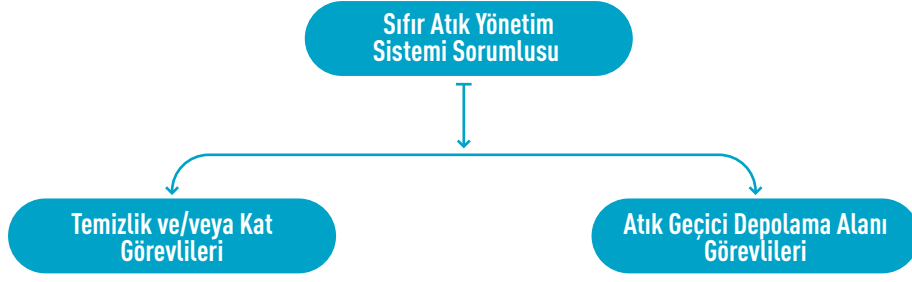 Sıfır Atık Yönetim
Sistemi Sorumlusu
Temizlik ve/veya Kat
Görevlileri
Atık Geçici Depolama Alanı
Görevlileri